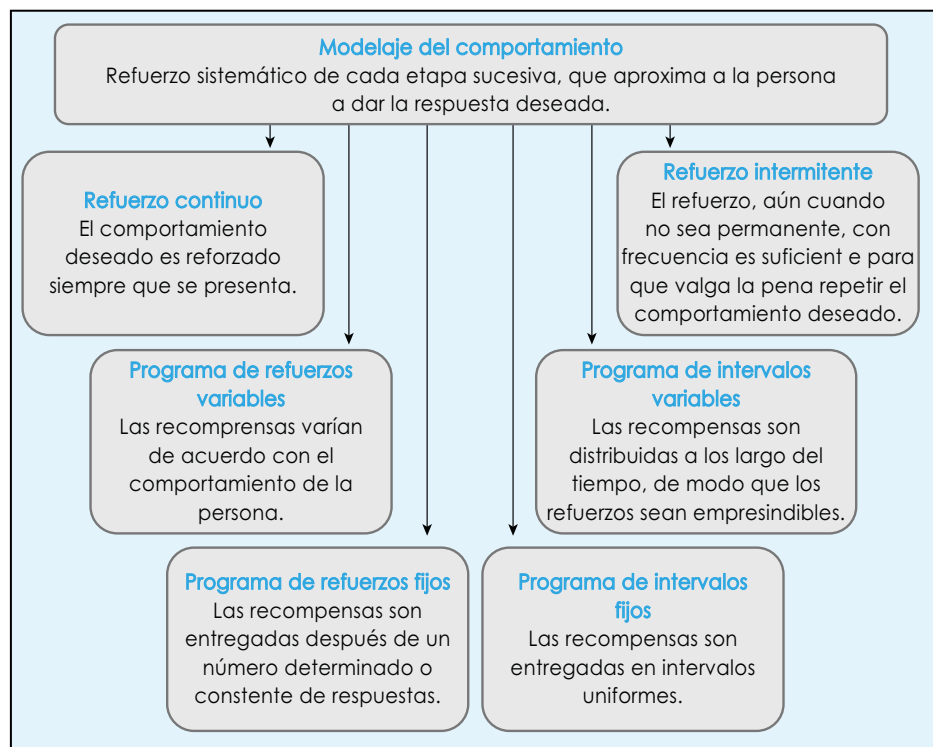 Modelaje del comportamiento
Refuerzo sistemático de cada etapa sucesiva, que aproxima a la persona
a dar la respuesta deseada.
Refuerzo continuo
El comportamiento
deseado es reforzado
siempre que se presenta.
Refuerzo intermitente
El refuerzo, aún cuando
no sea permanente, con
frecuencia es suficient e para
que valga la pena repetir el
comportamiento deseado.
Programa de refuerzos
variables
Las recomprensas varían
de acuerdo con el
comportamiento de la
persona.
Programa de intervalos
variables
Las recompensas son
distribuidas a los largo del
tiempo, de modo que los
refuerzos sean empresindibles.
Programa de refuerzos fijos
Las recompensas son
entregadas después de un
número determinado o
constente de respuestas.
Programa de intervalos
fijos
Las recompensas son
entregadas en intervalos
uniformes.